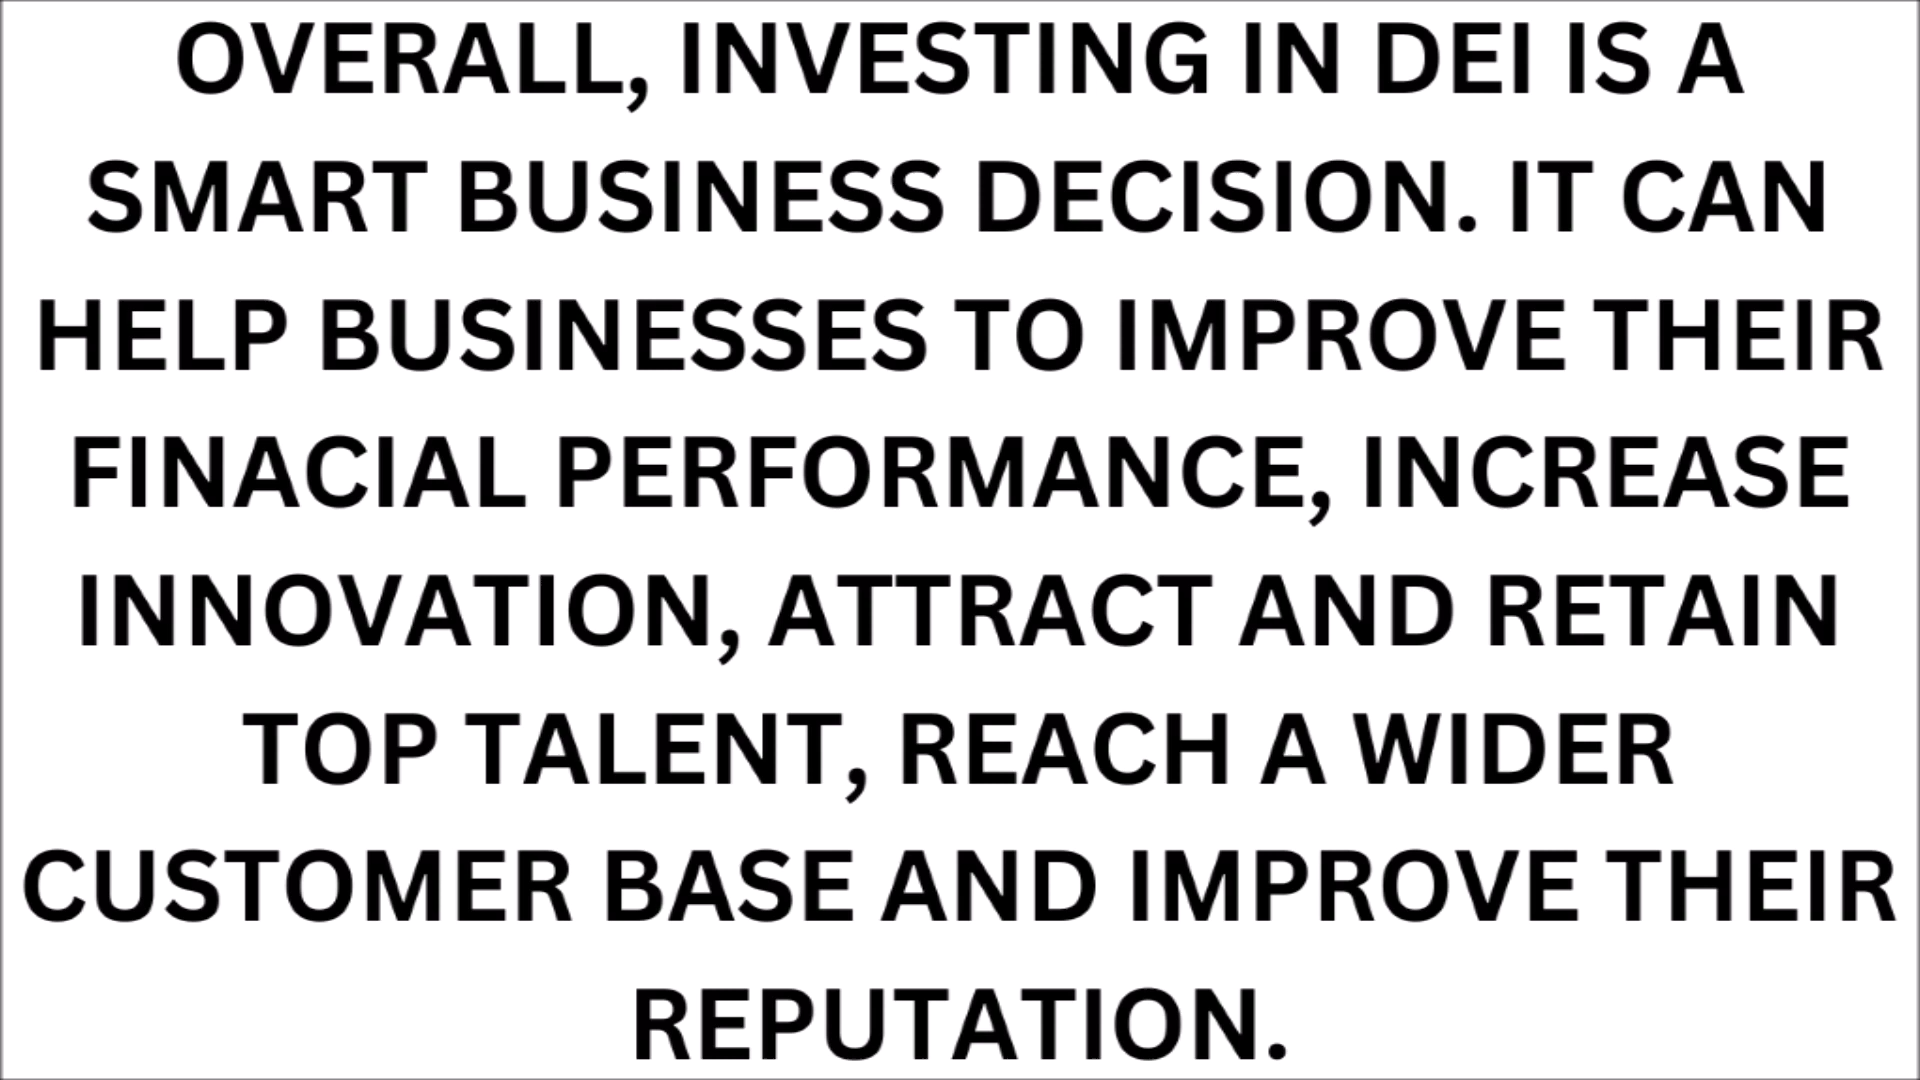 OVERALL, INVESTING IN DEI IS A
SMART BUSINESS DECISION. IT CAN
HELP BUSINESSES TO IMPROVE THEIR
FINACIAL PERFORMANCE, INCREASE
INNOVATION, ATTRACT AND RETAIN
TOP TALENT, REACH A WIDER
CUSTOMER BASE AND IMPROVE THEIR
REPUTATION.